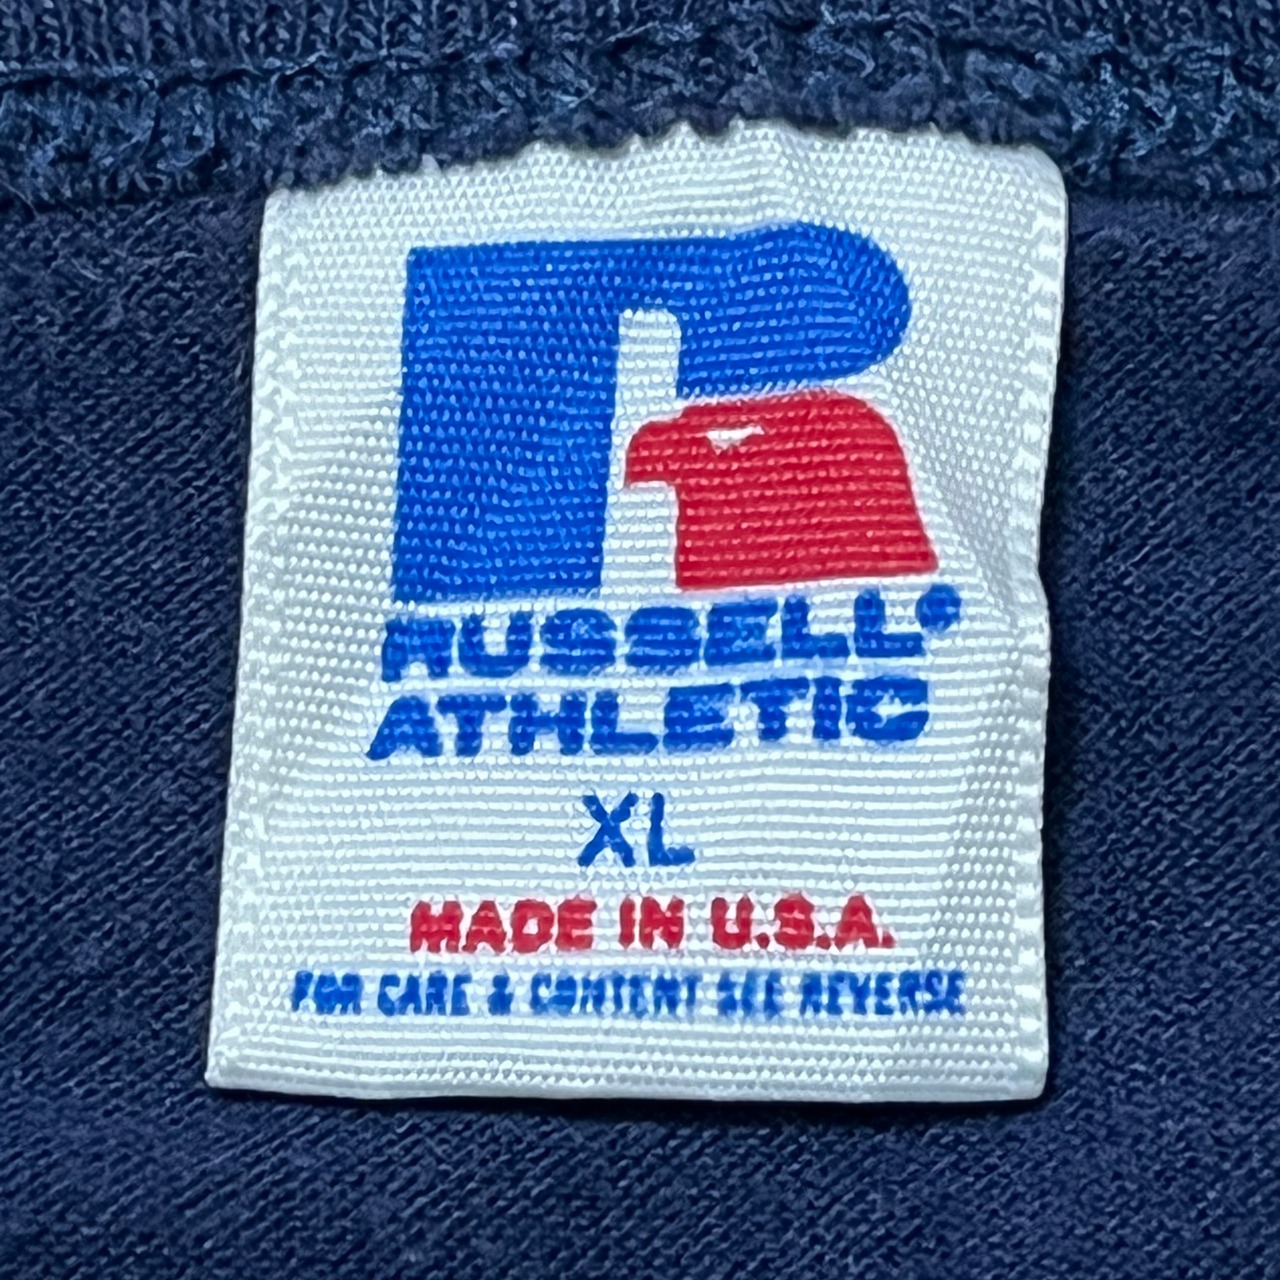 RUSSELL®
ATHLETIC
XL
MADE IN U.S.A.
FOR CARE & CONTENT SEE REVERSE